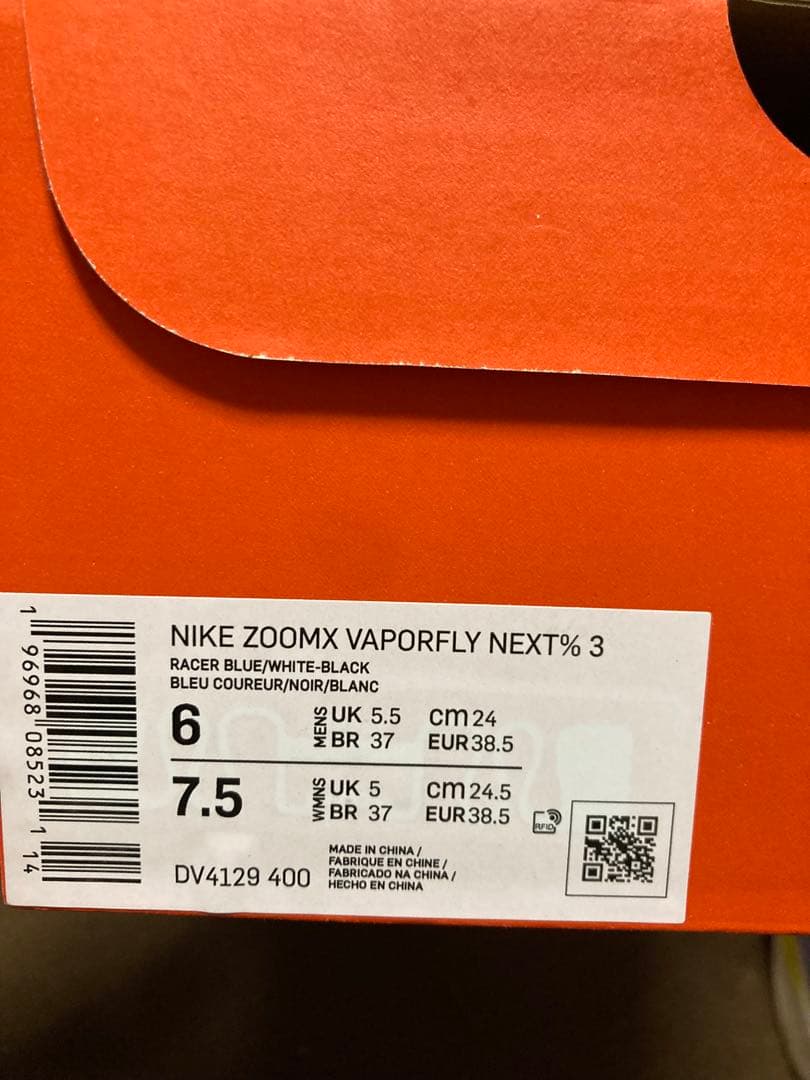 NIKE ZOOMX VAPORFLY NEXT% 3
RACER BLUE/WHITE-BLACK
BLEU COUREUR/NOIR/BLANC
6 MENS UK 5.5 cm 24
BR 37 EUR 38.5
7.5 WMNS UK 5 cm 24.5
BR 37 EUR 38.5
RFID
DV4129 400
MADE IN CHINA /
FABRIQUE EN CHINE /
FABRICADO NA CHINA /
HECHO EN CHINA
1 96968 08523 1 14